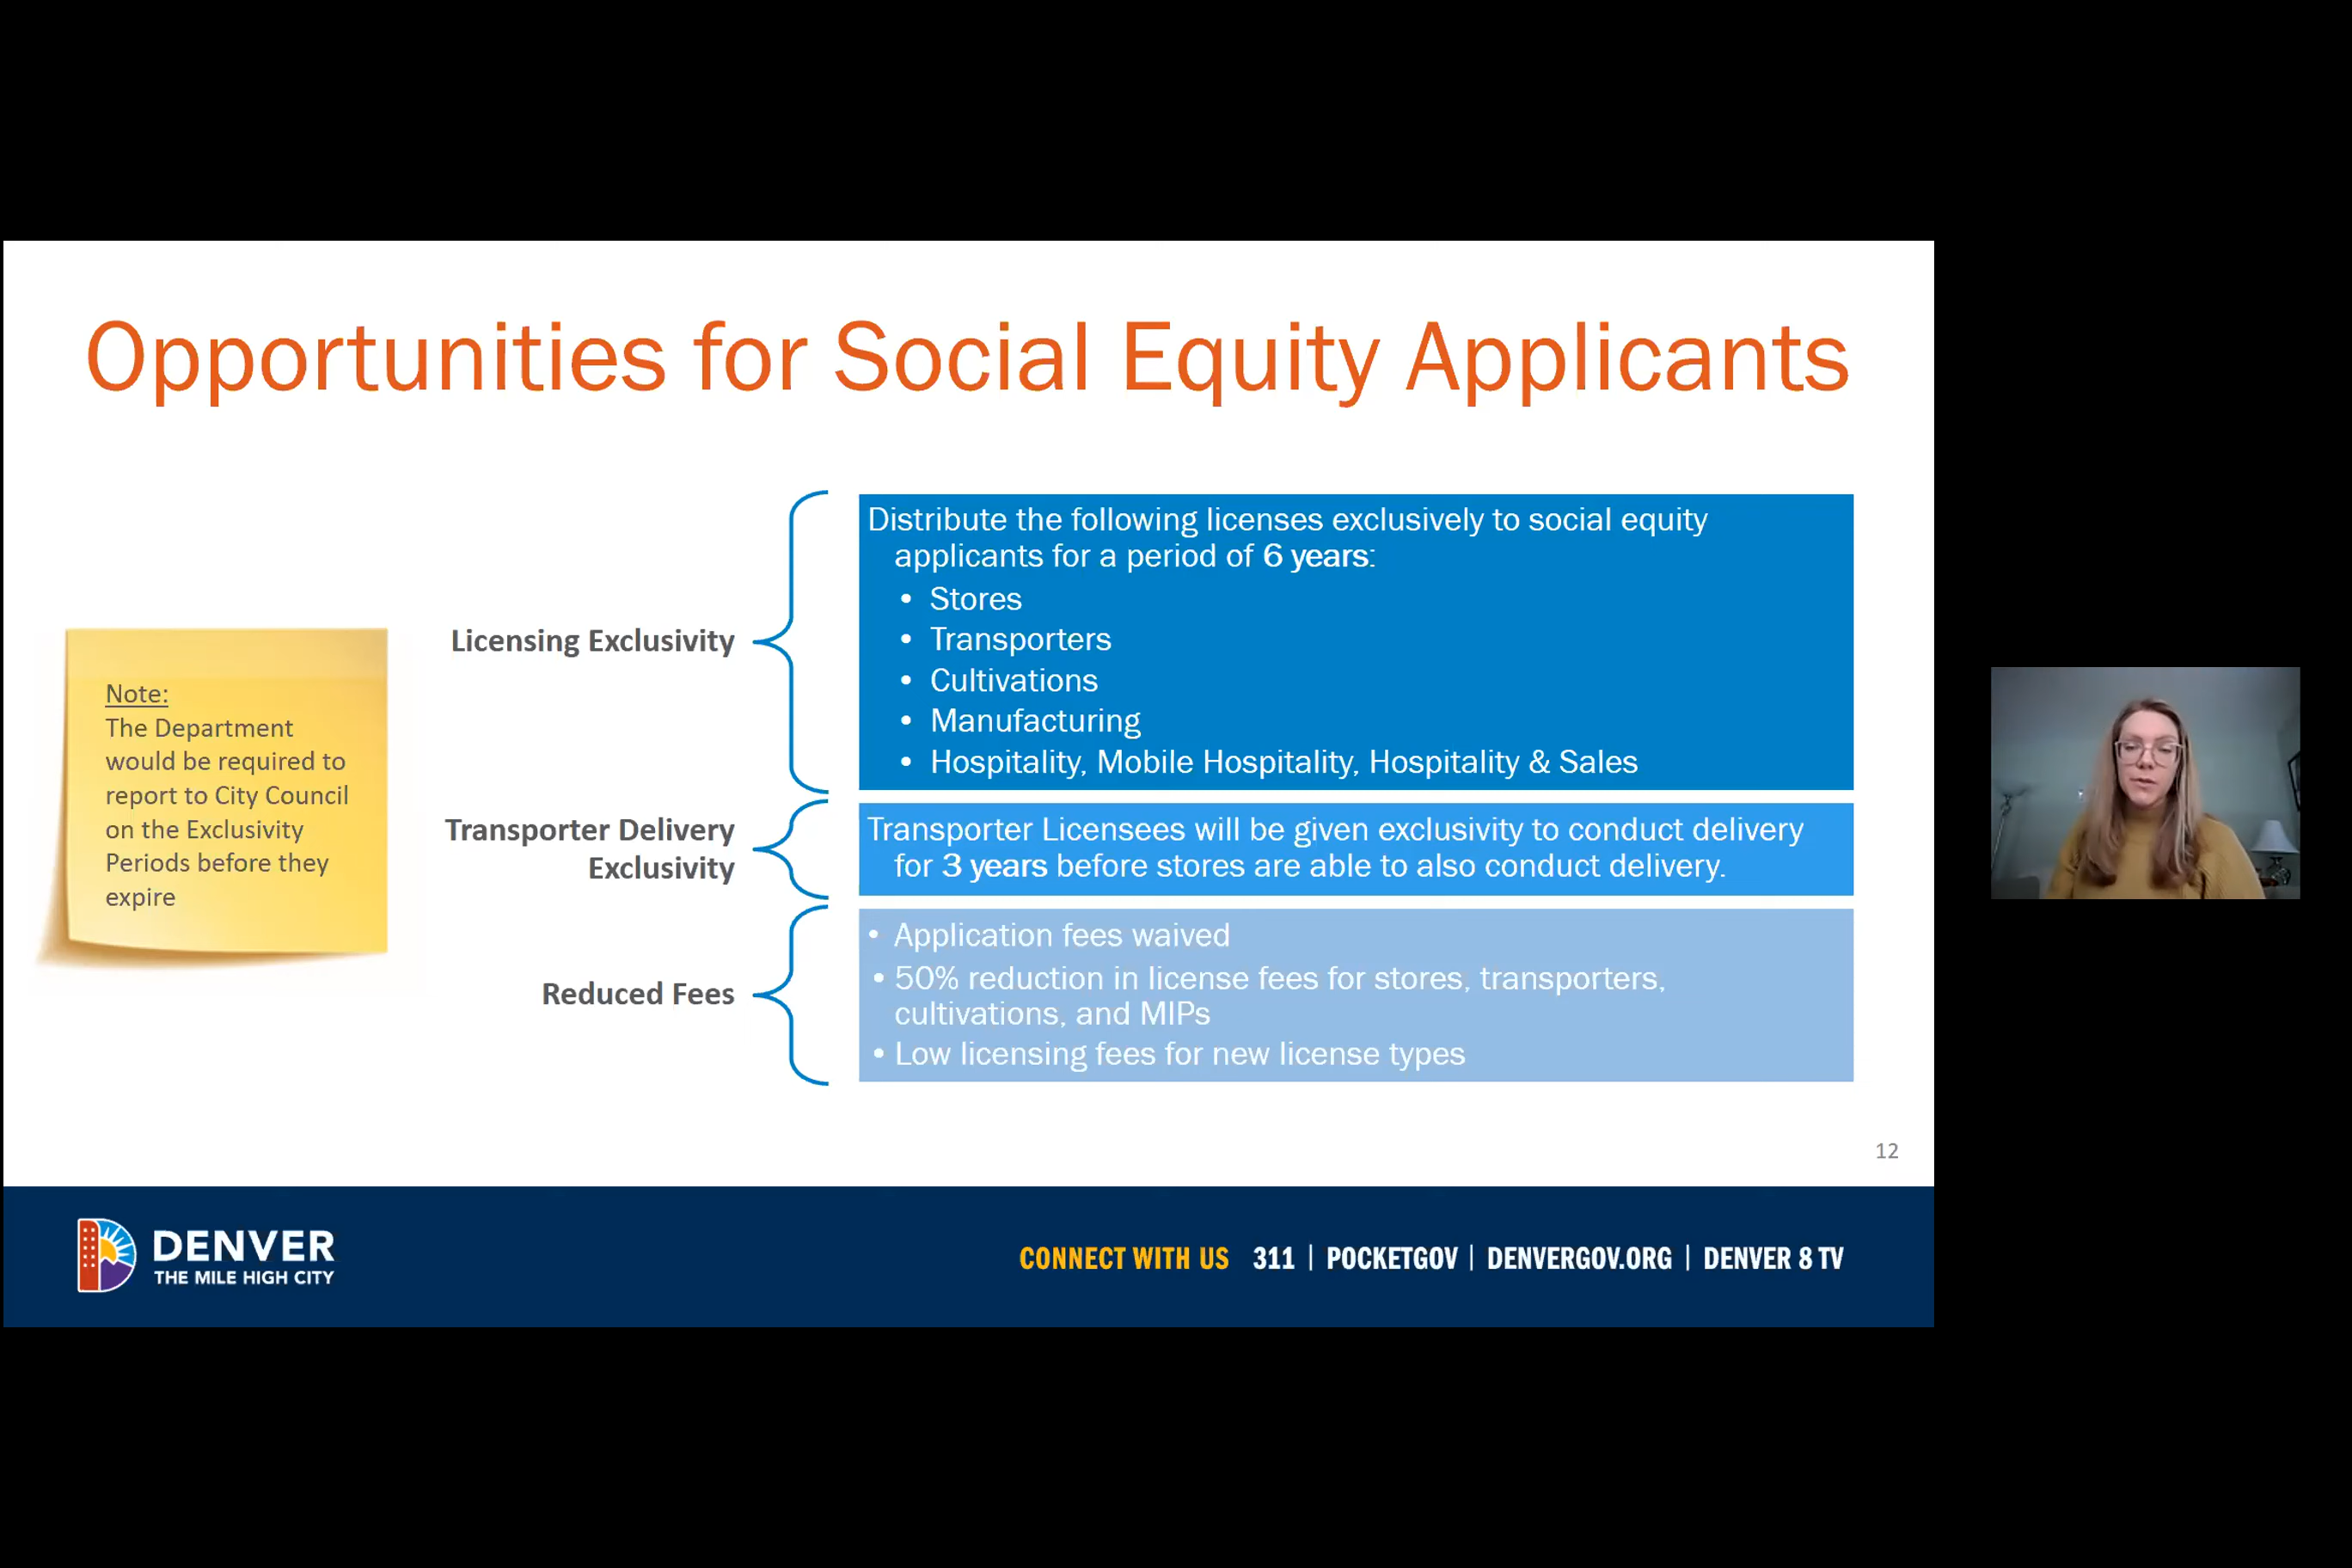 Opportunities for Social Equity Applicants
Note:
The Department
would be required to
report to City Council
on the Exclusivity
Periods before they
expire
Licensing Exclusivity
Distribute the following licenses exclusively to social equity
applicants for a period of 6 years:
• Stores
• Transporters
• Cultivations
• Manufacturing
• Hospitality, Mobile Hospitality, Hospitality & Sales
Transporter Delivery
Exclusivity
Transporter Licensees will be given exclusivity to conduct delivery
for 3 years before stores are able to also conduct delivery.
Reduced Fees
• Application fees waived
• 50% reduction in license fees for stores, transporters,
cultivations, and MIPs
• Low licensing fees for new license types
12
DENVER
THE MILE HIGH CITY
CONNECT WITH US 311 | POCKETGOV | DENVERGOV.ORG | DENVER 8 TV